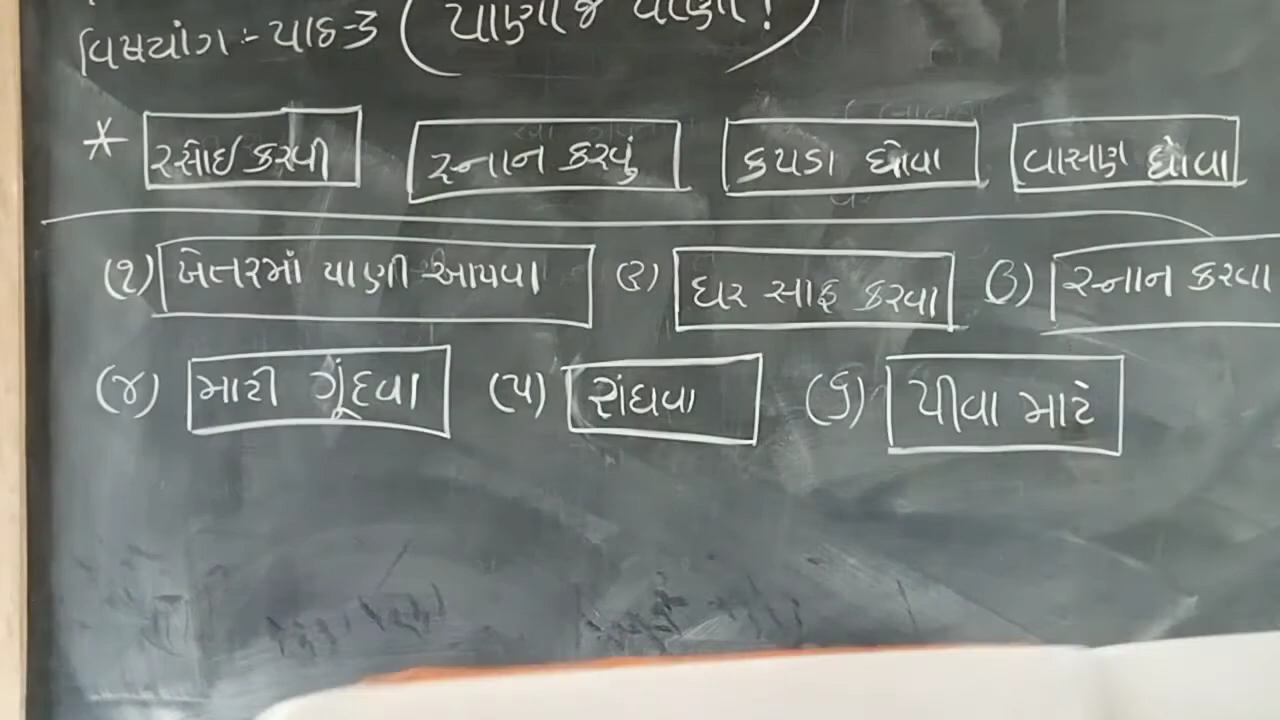 વિષયાંગ :- પાઠ-૩ ( પાણી જ પાણી ! )
* રસોઈ કરવી સ્નાન કરવું કપડા ધોવા વાસણ ધોવા
(૧) ખેતરમાં પાણી આપવા (૨) ઘર સાફ કરવા ૩) સ્નાન કરવા
(૪) માટી ગૂંદવા (૫) રાંધવા (૬) પીવા માટે